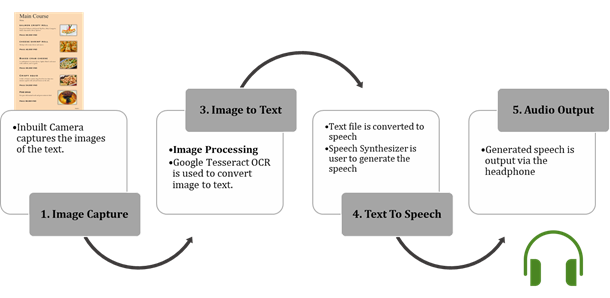 Main Course
•Inbuilt Camera
captures the images
of the text.
1. Image Capture
3. Image to Text
•Image Processing
•Google Tesseract OCR
is used to convert
image to text.
•Text file is converted to
speech
•Speech Synthesizer is
user to generate the
speech
4. Text To Speech
5. Audio Output
•Generated speech is
output via the
headphone